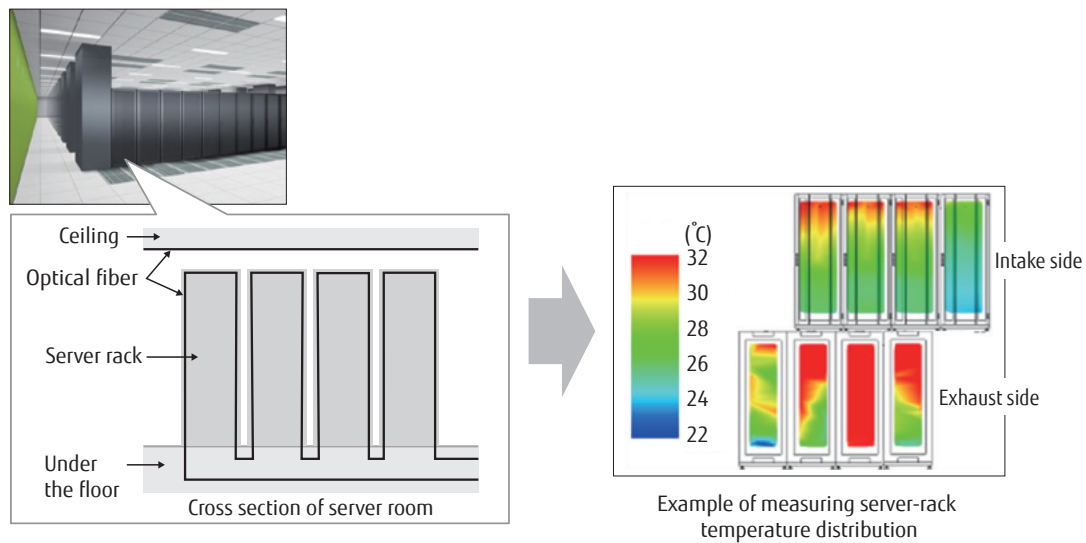 Ceiling
Optical fiber
Server rack
Under
the floor
Cross section of server room
(°C)
32
30
28
26
24
22
Intake side
Exhaust side
Example of measuring server-rack
temperature distribution